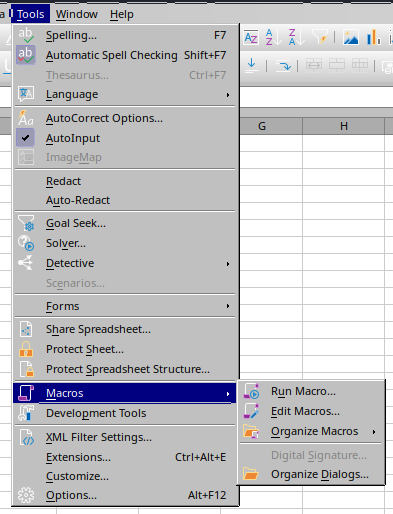 a Tools Window Help
Spelling... F7
Automatic Spell Checking Shift+F7
Thesaurus... Ctrl+F7
Language
AutoCorrect Options...
AutoInput
ImageMap
Redact
Auto-Redact
Goal Seek...
Solver...
Detective
Scenarios...
Forms
Share Spreadsheet...
Protect Sheet...
Protect Spreadsheet Structure...
Macros
Development Tools
XML Filter Settings...
Extensions... Ctrl+Alt+E
Customize...
Options... Alt+F12
G H
Run Macro...
Edit Macros...
Organize Macros
Digital Signature...
Organize Dialogs...